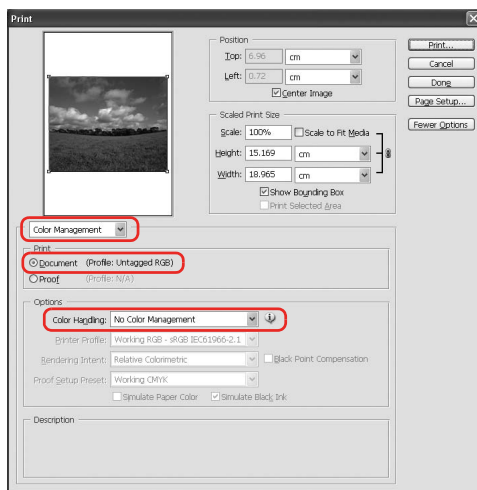 Print
Position
Top: 6.96 cm
Left: 0.72 cm
Center Image
Print...
Cancel
Done
Page Setup...
Fewer Options
Scaled Print Size
Scale: 100% Scale to Fit Media
Height: 15.169 cm
Width: 18.965 cm
Show Bounding Box
Print Selected Area
Color Management
Print
Document (Profile: Untagged RGB)
Proof (Profile: N/A)
Options
Color Handling: No Color Management
Printer Profile: Working RGB - sRGB IEC61966-2.1
Rendering Intent: Relative Colorimetric Black Point Compensation
Proof Setup Preset: Working CMYK
Simulate Paper Color Simulate Black Ink
Description